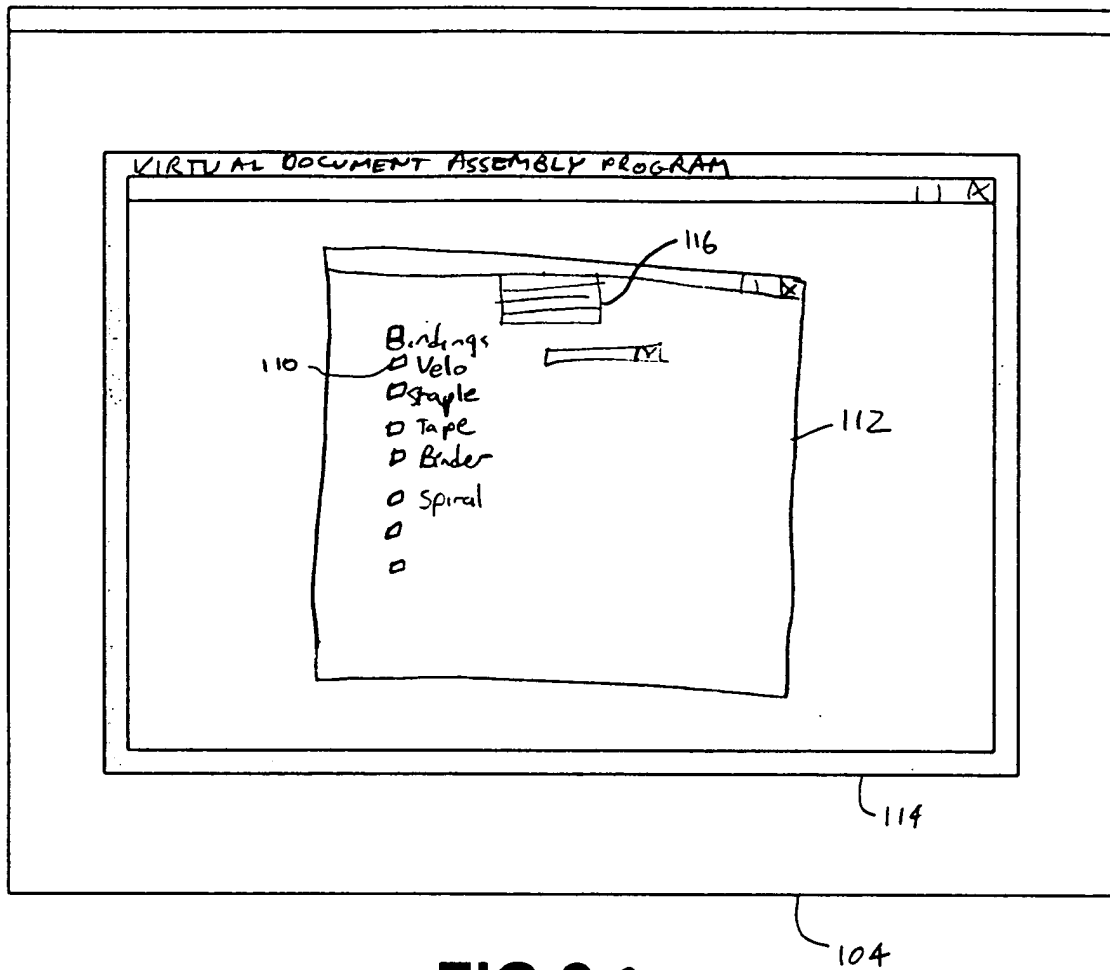 VIRTUAL DOCUMENT ASSEMBLY PROGRAM
116
Bindings
110
Velo
Staple
Tape
112
Binder
Spiral
114
104